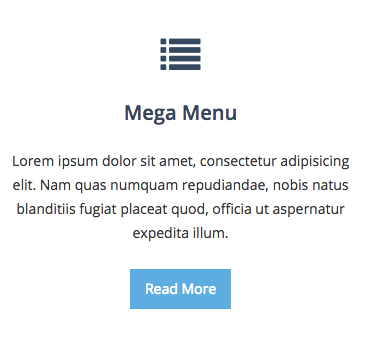 Mega Menu
Lorem ipsum dolor sit amet, consectetur adipisicing
elit. Nam quas numquam repudiandae, nobis natus
blanditiis fugiat placeat quod, officia ut aspernatur
expedita illum.
Read More